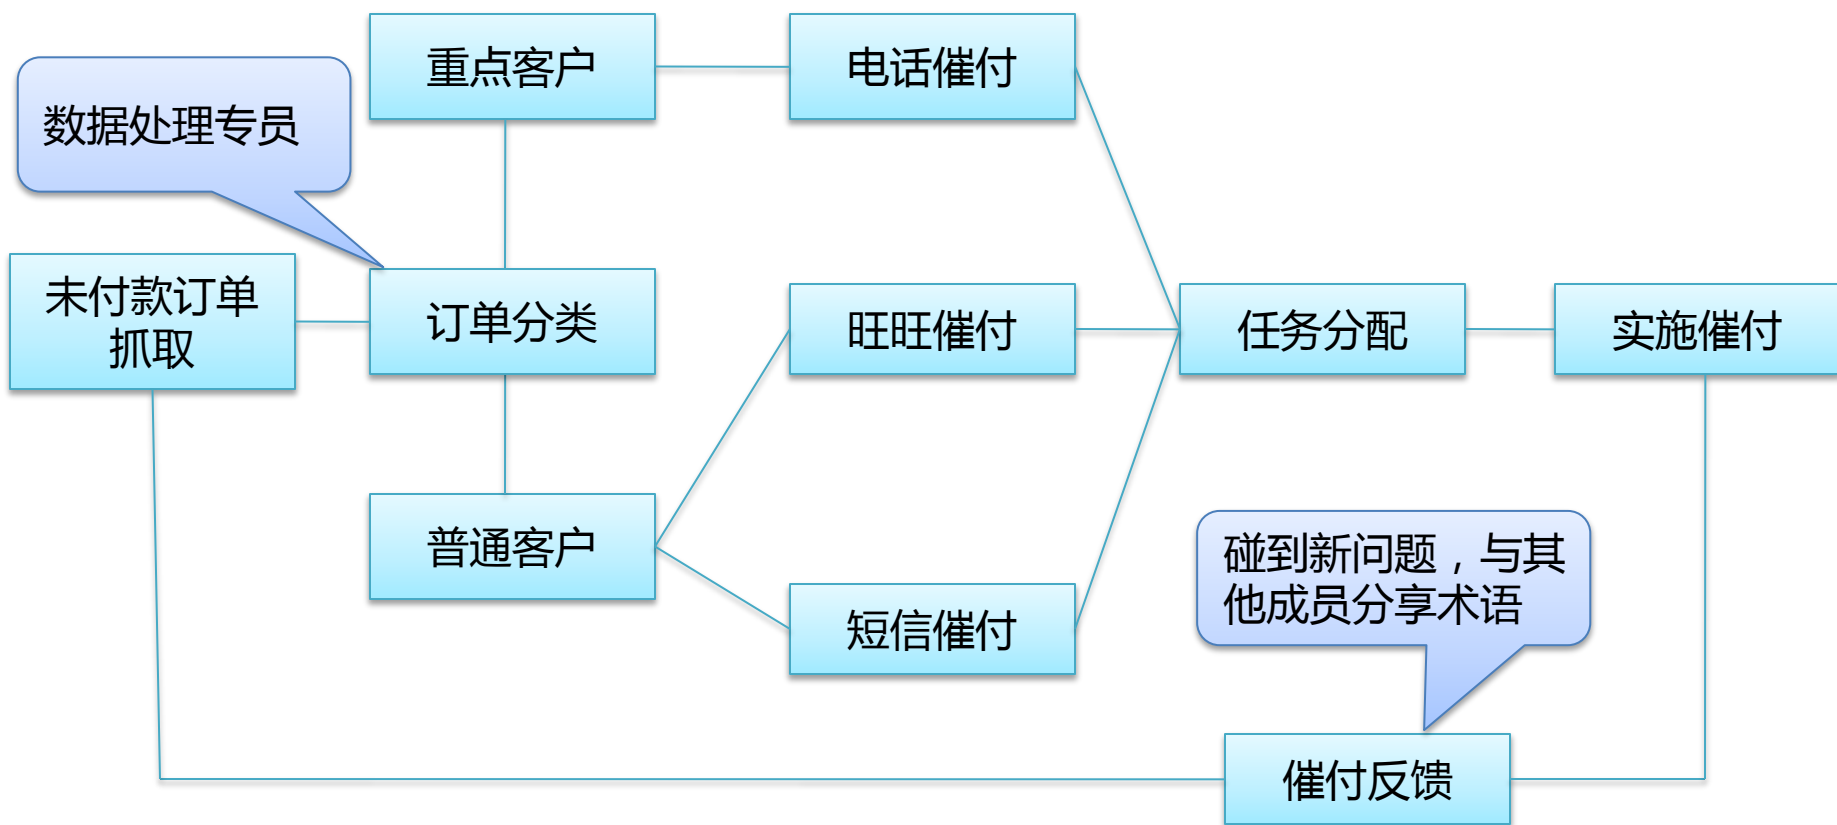 重点客户
电话催付
数据处理专员
未付款订单
抓取
订单分类
旺旺催付
任务分配
实施催付
普通客户
短信催付
碰到新问题，与其
他成员分享术语
催付反馈